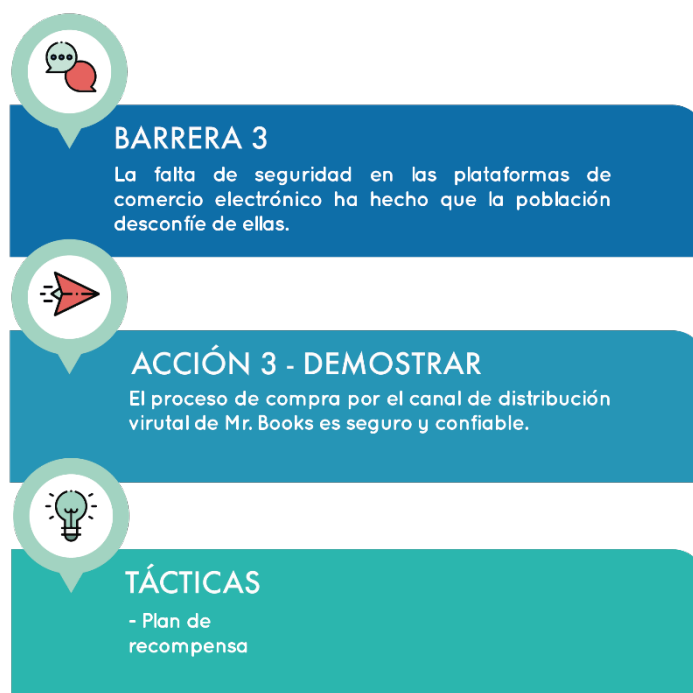 BARRERA 3
La falta de seguridad en las plataformas de
comercio electrónico ha hecho que la población
desconfíe de ellas.
ACCIÓN 3 - DEMOSTRAR
El proceso de compra por el canal de distribución
virutal de Mr. Books es seguro y confiable.
TÁCTICAS
- Plan de
recompensa